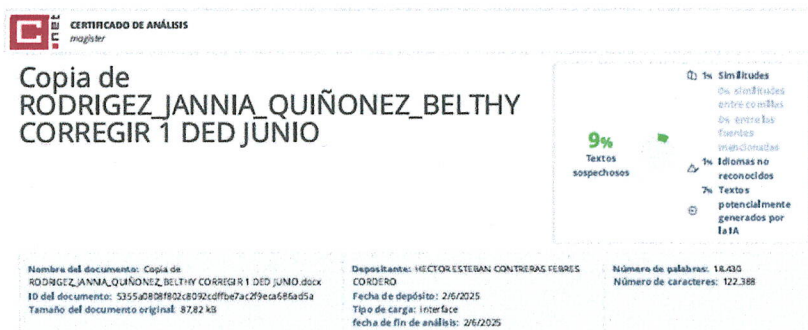 C.net
CERTIFICADO DE ANÁLISIS
magister
Copia de
RODRIGEZ_JANNIA_QUIÑONEZ_BELTHY
CORREGIR 1 DED JUNIO
9%
Textos
sospechosos
1% Similitudes
0% similitudes
entre comillas
0% entre las
fuentes
mencionadas
1% Idiomas no
reconocidos
7% Textos
potencialmente
generados por
la IA
Nombre del documento: Copia de
RODRIGEZ_JANNIA_QUIÑONEZ_BELTHY CORREGIR 1 DED JUNIO.docx
ID del documento: 5355a0808f802c8092cdffbe7ac2f9eca686ad5a
Tamaño del documento original: 87,82 kB
Depositante: HECTOR ESTEBAN CONTRERAS FEBRES
CORDERO
Fecha de depósito: 2/6/2025
Tipo de carga: interface
fecha de fin de análisis: 2/6/2025
Número de palabras: 18.430
Número de caracteres: 122.388